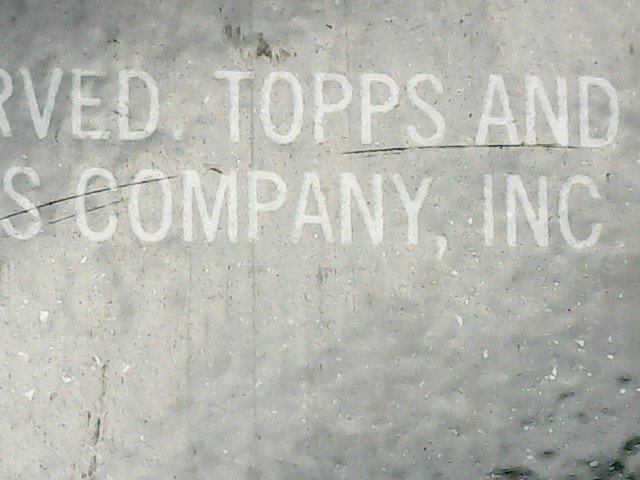 RVED. TOPPS AND
S COMPANY, INC